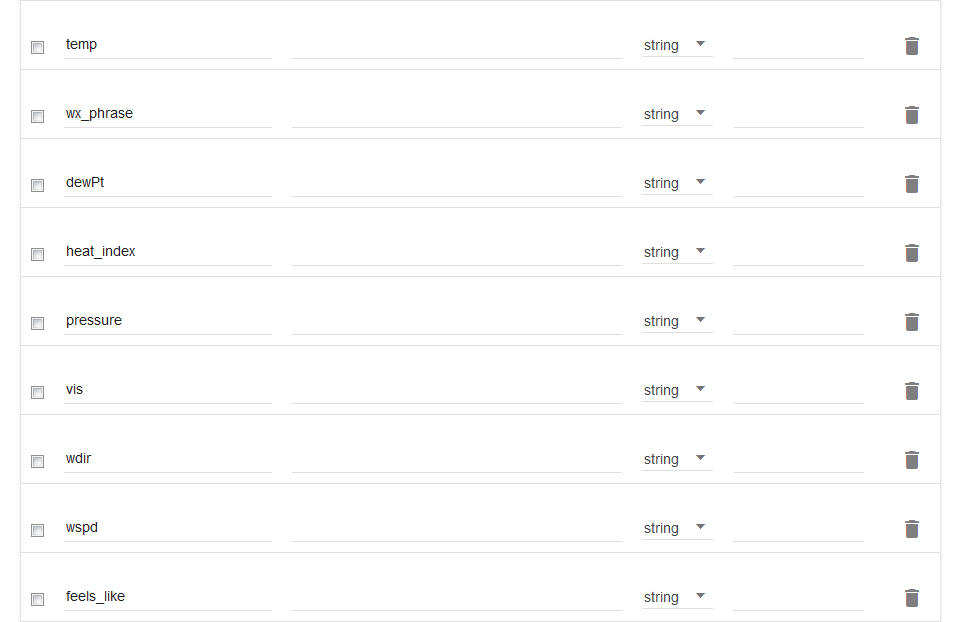 temp string
wx_phrase string
dewPt string
heat_index string
pressure string
vis string
wdir string
wspd string
feels_like string